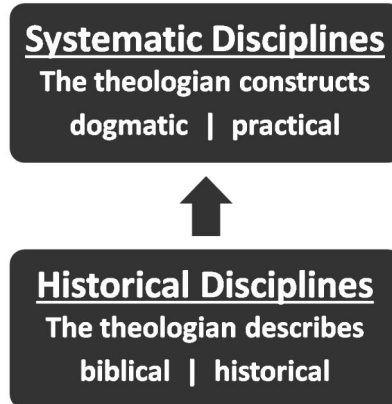 Systematic Disciplines
The theologian constructs
dogmatic | practical
Historical Disciplines
The theologian describes
biblical | historical